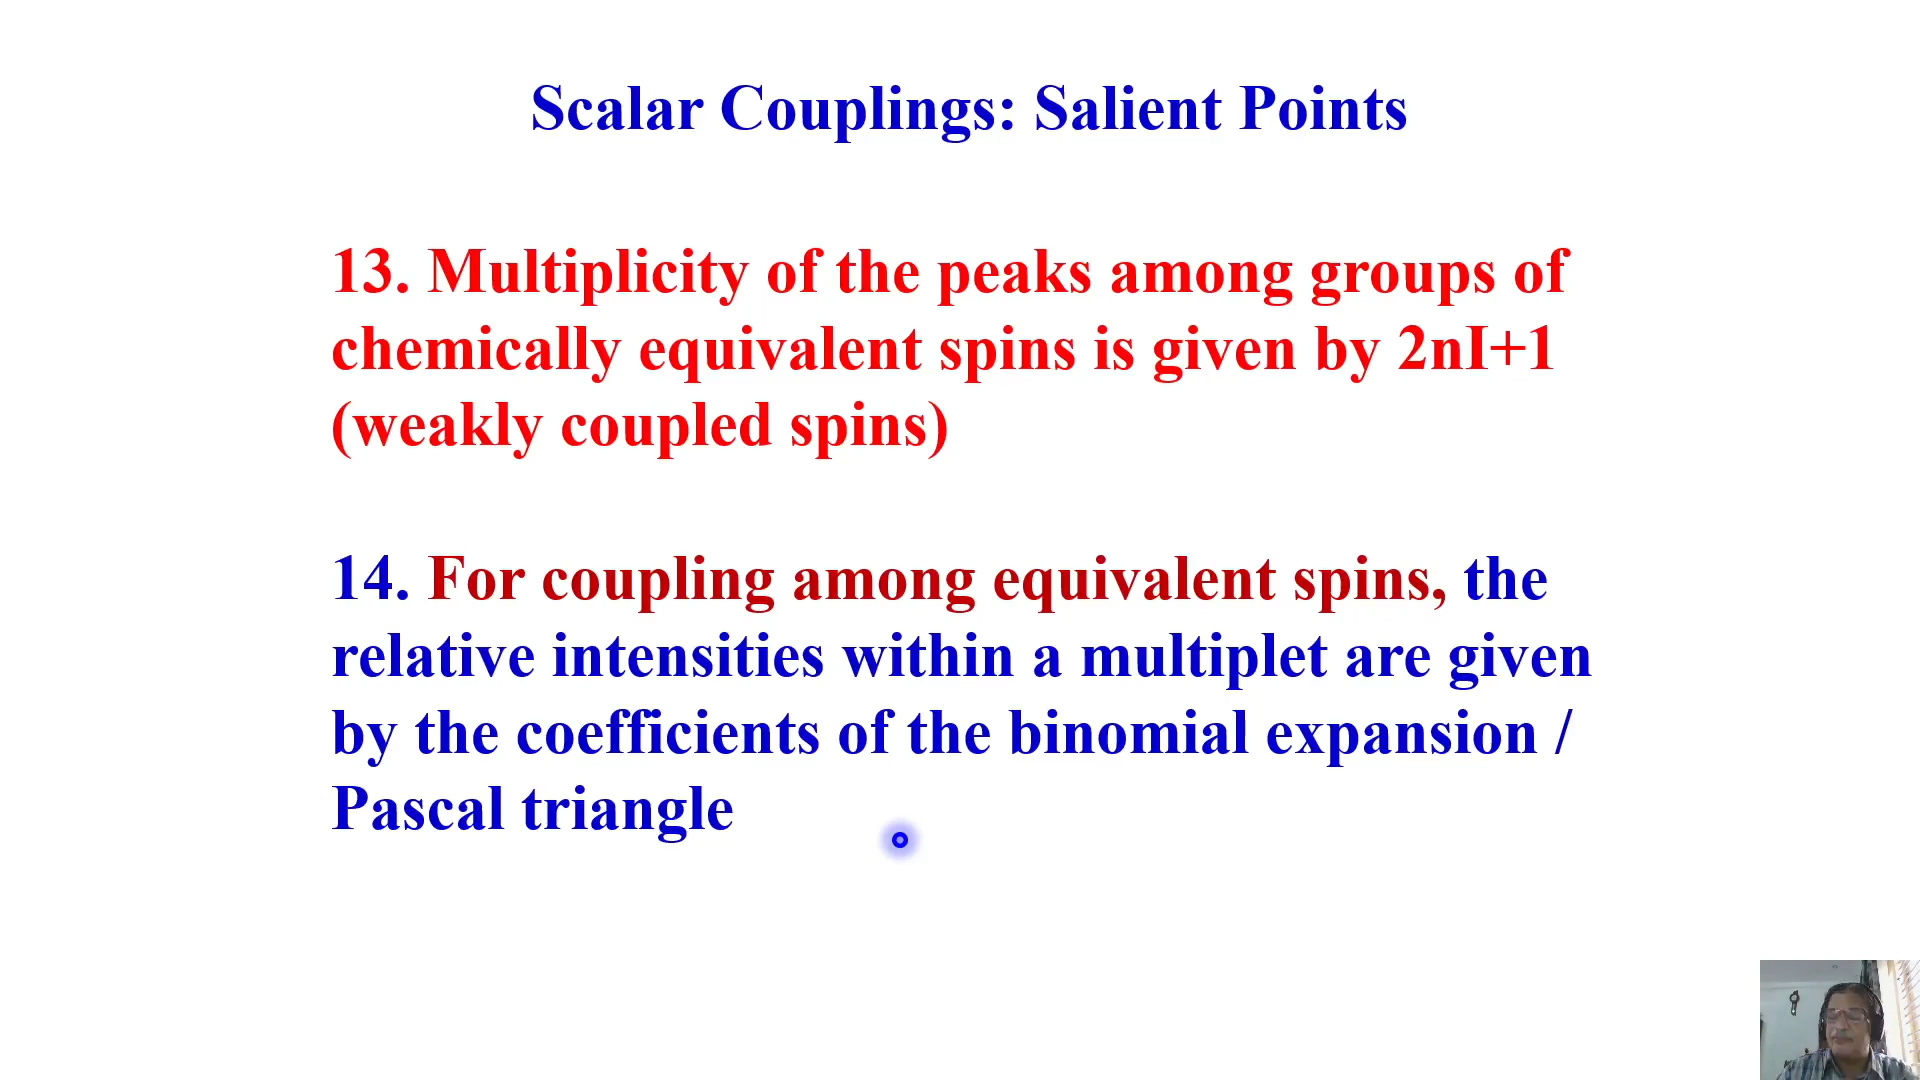 Scalar Couplings: Salient Points
13. Multiplicity of the peaks among groups of
chemically equivalent spins is given by 2nI+1
(weakly coupled spins)
14. For coupling among equivalent spins, the
relative intensities within a multiplet are given
by the coefficients of the binomial expansion /
Pascal triangle